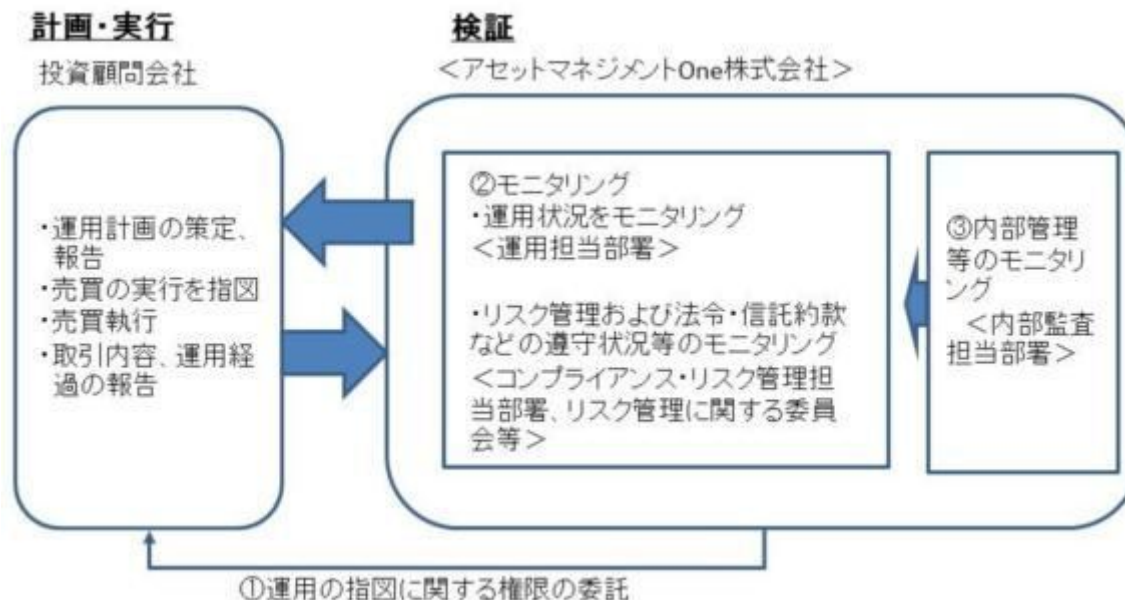 計画・実行
投資顧問会社
・運用計画の策定、
報告
・売買の実行を指図
・売買執行
・取引内容、運用経
過の報告
検証
＜アセットマネジメントOne株式会社＞
②モニタリング
・運用状況をモニタリング
＜運用担当部署＞
・リスク管理および法令・信託約款
などの遵守状況等のモニタリング
＜コンプライアンス・リスク管理担
当部署、リスク管理に関する委員
会等＞
③内部管理
等のモニタリ
ング
＜内部監査
担当部署＞
①運用の指図に関する権限の委託